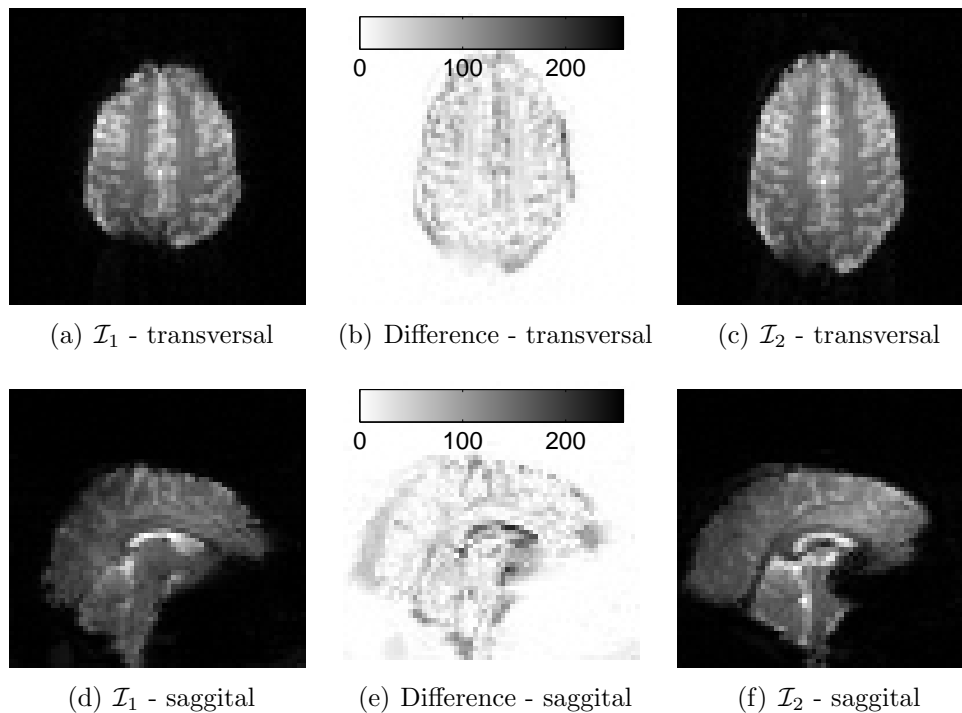 0 100 200
(a) I₁ - transversal (b) Difference - transversal (c) I₂ - transversal
0 100 200
(d) I₁ - saggital (e) Difference - saggital (f) I₂ - saggital